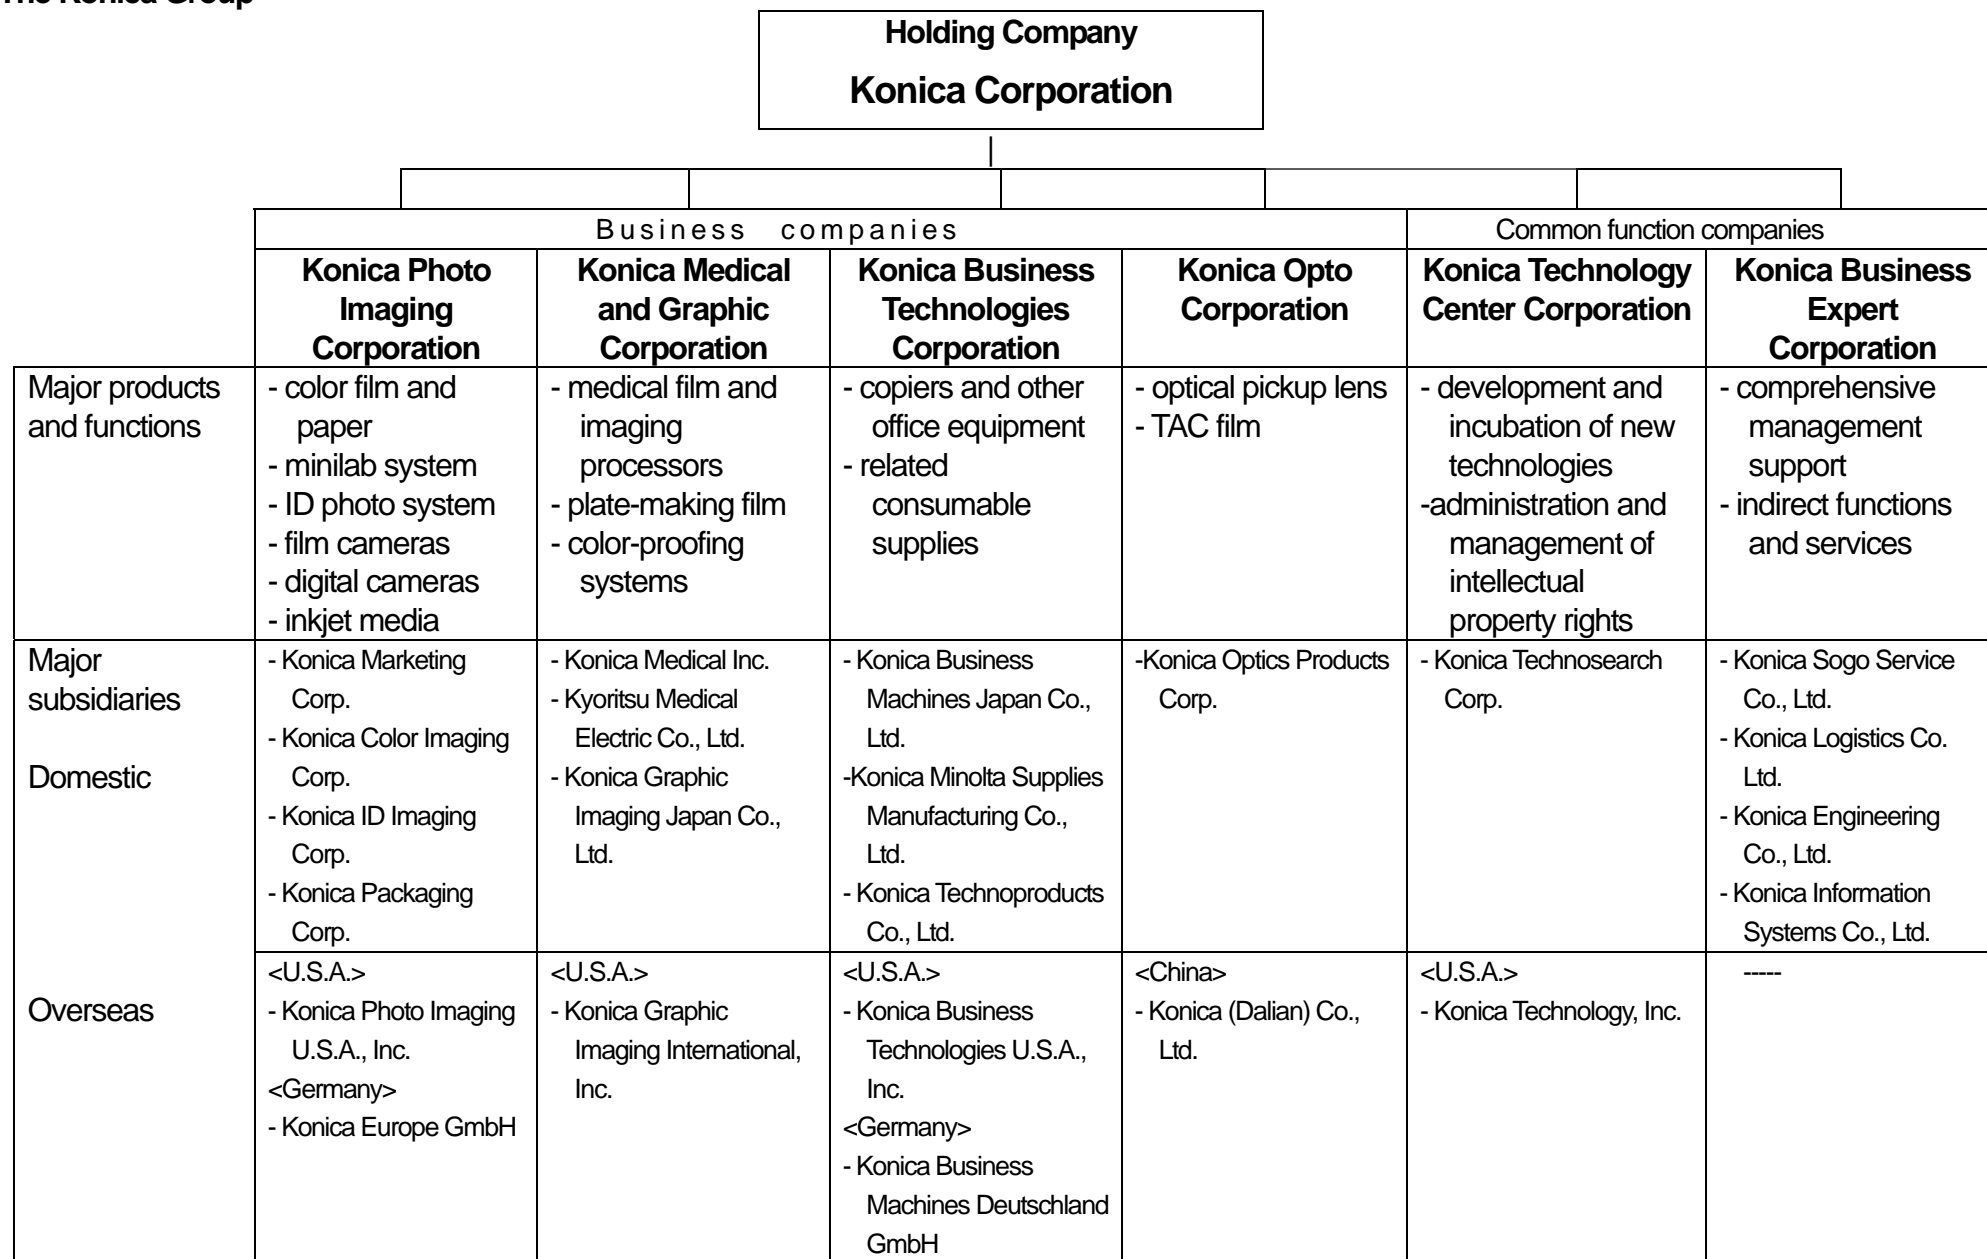 The Konica Group
Holding Company
Konica Corporation
Business companies
Common function companies
Konica Photo
Imaging
Corporation
Konica Medical
and Graphic
Corporation
Konica Business
Technologies
Corporation
Konica Opto
Corporation
Konica Technology
Center Corporation
Konica Business
Expert
Corporation
Major products
and functions
- color film and
paper
- minilab system
- ID photo system
- film cameras
- digital cameras
- inkjet media
- medical film and
imaging
processors
- plate-making film
- color-proofing
systems
- copiers and other
office equipment
- related
consumable
supplies
- optical pickup lens
- TAC film
- development and
incubation of new
technologies
-administration and
management of
intellectual
property rights
- comprehensive
management
support
- indirect functions
and services
Major
subsidiaries
Domestic
- Konica Marketing
Corp.
- Konica Color Imaging
Corp.
- Konica ID Imaging
Corp.
- Konica Packaging
Corp.
- Konica Medical Inc.
- Kyoritsu Medical
Electric Co., Ltd.
- Konica Graphic
Imaging Japan Co.,
Ltd.
- Konica Business
Machines Japan Co.,
Ltd.
-Konica Minolta Supplies
Manufacturing Co.,
Ltd.
- Konica Technoproducts
Co., Ltd.
-Konica Optics Products
Corp.
- Konica Technosearch
Corp.
- Konica Sogo Service
Co., Ltd.
- Konica Logistics Co.
Ltd.
- Konica Engineering
Co., Ltd.
- Konica Information
Systems Co., Ltd.
Overseas
<U.S.A.>
- Konica Photo Imaging
U.S.A., Inc.
<Germany>
- Konica Europe GmbH
<U.S.A.>
- Konica Graphic
Imaging International,
Inc.
<U.S.A.>
- Konica Business
Technologies U.S.A.,
Inc.
<Germany>
- Konica Business
Machines Deutschland
GmbH
<China>
- Konica (Dalian) Co.,
Ltd.
<U.S.A.>
- Konica Technology, Inc.
-----